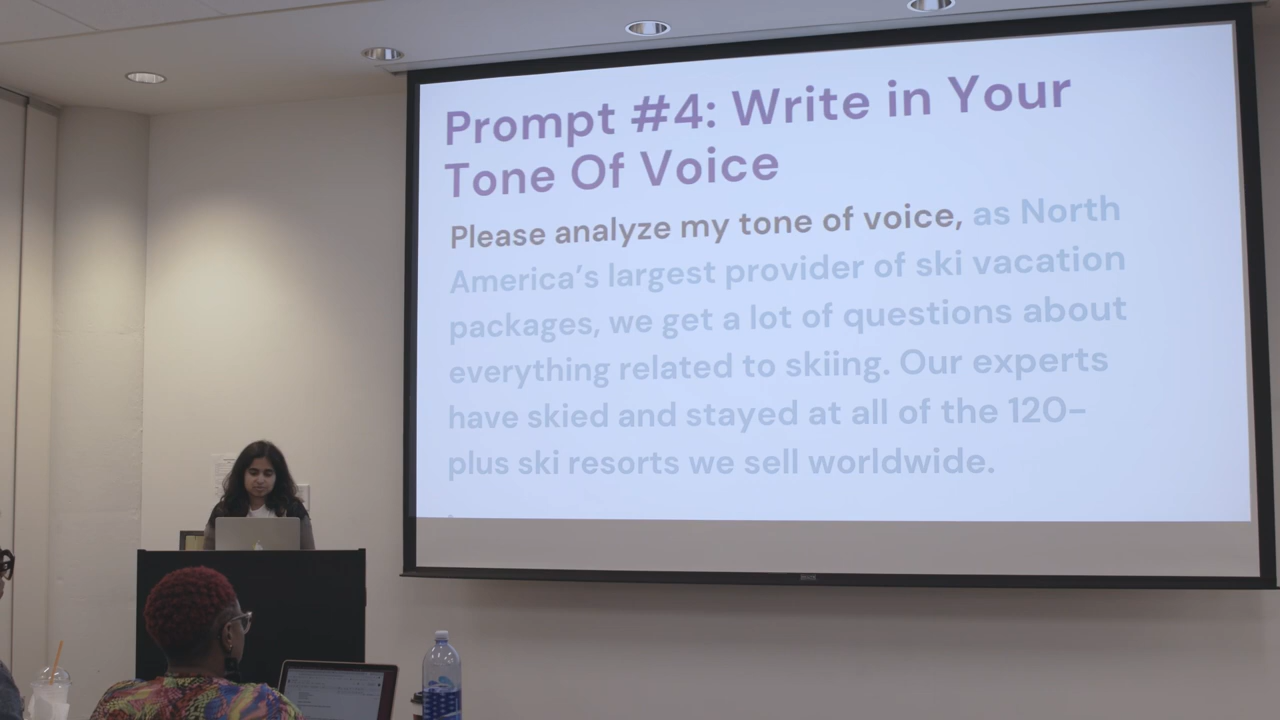 Prompt #4: Write in Your
Tone Of Voice
Please analyze my tone of voice, as North
America's largest provider of ski vacation
packages, we get a lot of questions about
everything related to skiing. Our experts
have skied and stayed at all of the 120-
plus ski resorts we sell worldwide.